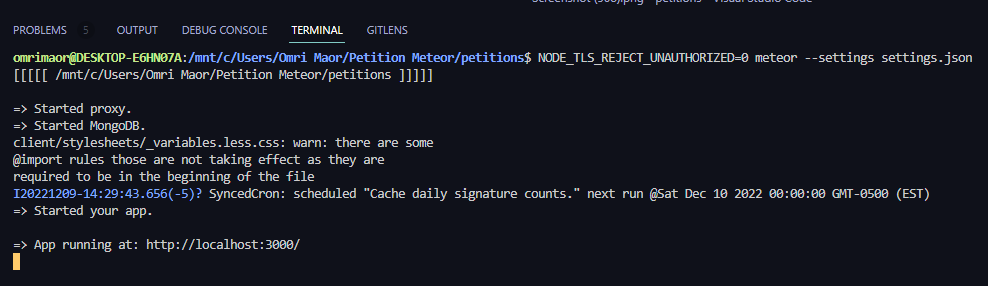 Screenshot (308).png - petitions - Visual Studio Code
PROBLEMS 5 OUTPUT DEBUG CONSOLE TERMINAL GITLENS
omrimaor@DESKTOP-E6HN07A:/mnt/c/Users/Omri Maor/Petition Meteor/petitions$ NODE_TLS_REJECT_UNAUTHORIZED=0 meteor --settings settings.json
[[[[[ /mnt/c/Users/Omri Maor/Petition Meteor/petitions ]]]]]
=> Started proxy.
=> Started MongoDB.
client/stylesheets/_variables.less.css: warn: there are some
@import rules those are not taking effect as they are
required to be in the beginning of the file
I20221209-14:29:43.656(-5)? SyncedCron: scheduled "Cache daily signature counts." next run @Sat Dec 10 2022 00:00:00 GMT-0500 (EST)
=> Started your app.
=> App running at: http://localhost:3000/